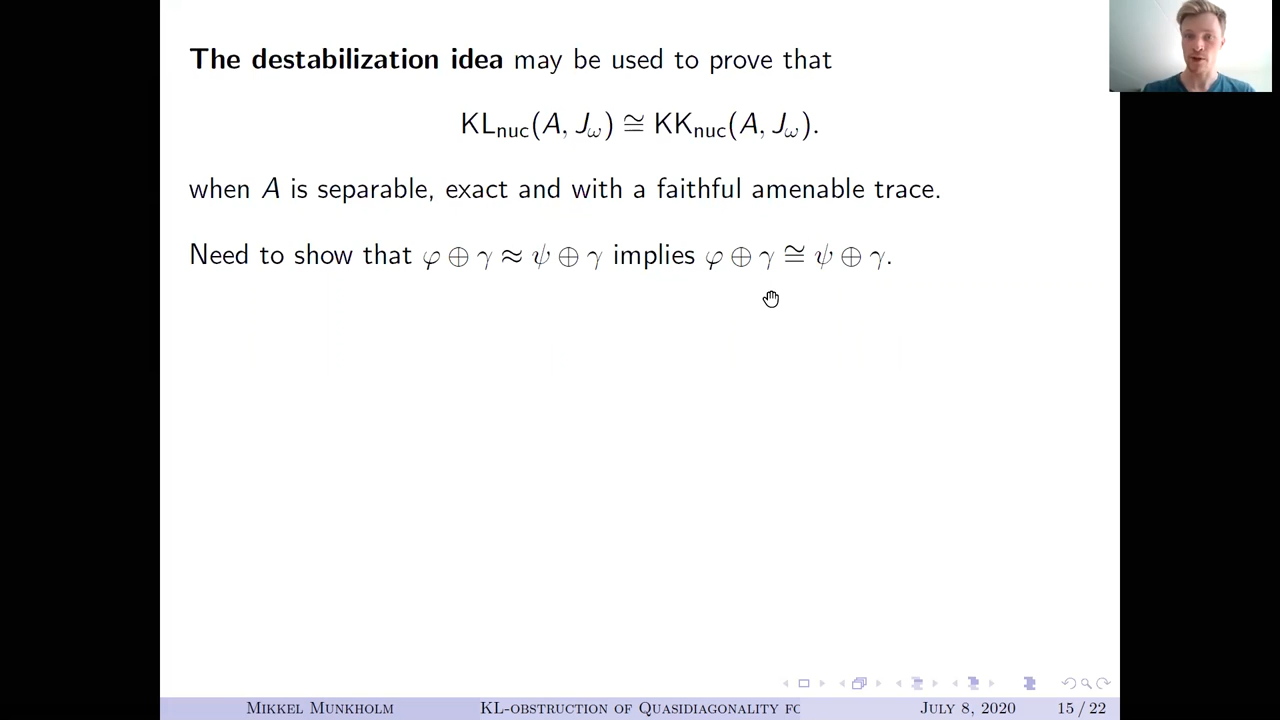 The destabilization idea may be used to prove that
KL_nuc(A, J_ω) ≅ KK_nuc(A, J_ω).
when A is separable, exact and with a faithful amenable trace.
Need to show that φ ⊕ γ ≈ ψ ⊕ γ implies φ ⊕ γ ≅ ψ ⊕ γ.
MIKKEL MUNKHOLM KL-OBSTRUCTION OF QUASIDIAGONALITY FO JULY 8, 2020 15 / 22